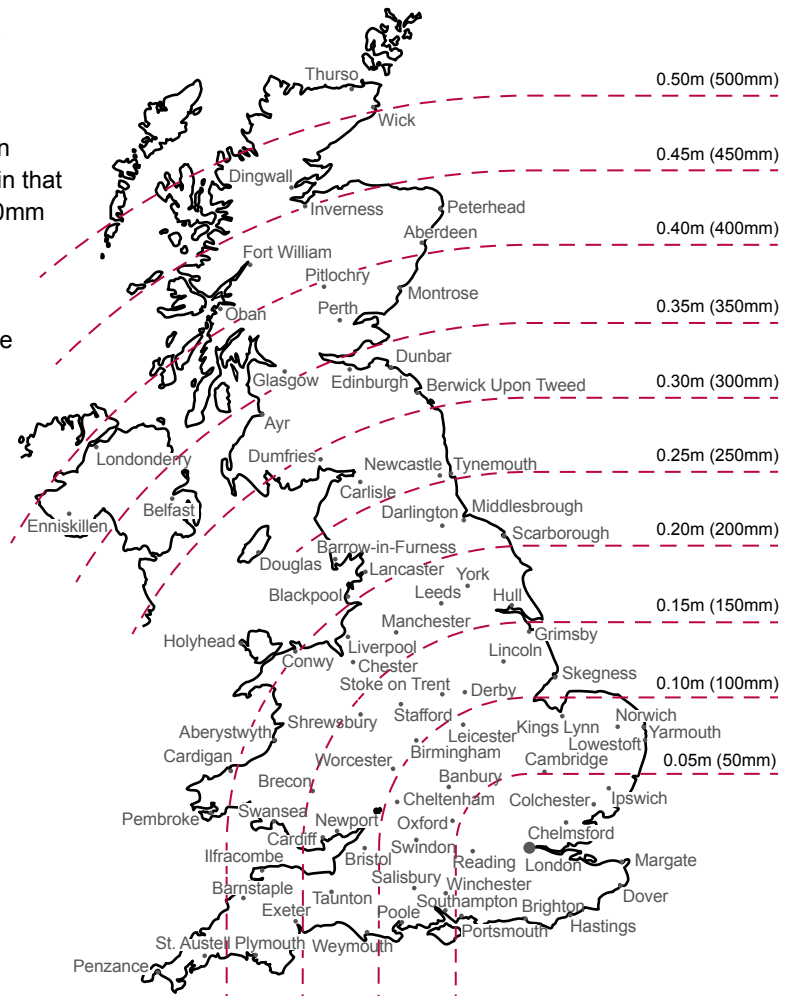 Thurso
0.50m (500mm)
Wick
n
in that
0mm
0.45m (450mm)
Dingwall
Inverness
Peterhead
Aberdeen
0.40m (400mm)
Fort William
Pitlochry
Montrose
Oban
Perth
0.35m (350mm)
e
Dunbar
Glasgow
Edinburgh
Berwick Upon Tweed
0.30m (300mm)
Ayr
Londonderry
Dumfries
Newcastle
Tynemouth
0.25m (250mm)
Carlisle
Belfast
Enniskillen
Darlington
Middlesbrough
Scarborough
0.20m (200mm)
Barrow-in-Furness
Douglas
Lancaster
York
Blackpool
Leeds
Hull
0.15m (150mm)
Manchester
Grimsby
Holyhead
Liverpool
Conwy
Chester
Lincoln
Skegness
Stoke on Trent
Derby
0.10m (100mm)
Shrewsbury
Stafford
Kings Lynn
Norwich
Aberystwyth
Leicester
Yarmouth
Birmingham
Lowestoft
Cardigan
Worcester
Cambridge
0.05m (50mm)
Brecon
Banbury
Cheltenham
Colchester
Ipswich
Pembroke
Swansea
Newport
Oxford
Chelmsford
Cardiff
Swindon
Ilfracombe
Bristol
Reading
London
Margate
Salisbury
Barnstaple
Taunton
Winchester
Dover
Southampton
Exeter
Poole
Brighton
Hastings
Portsmouth
St. Austell
Plymouth
Weymouth
Penzance